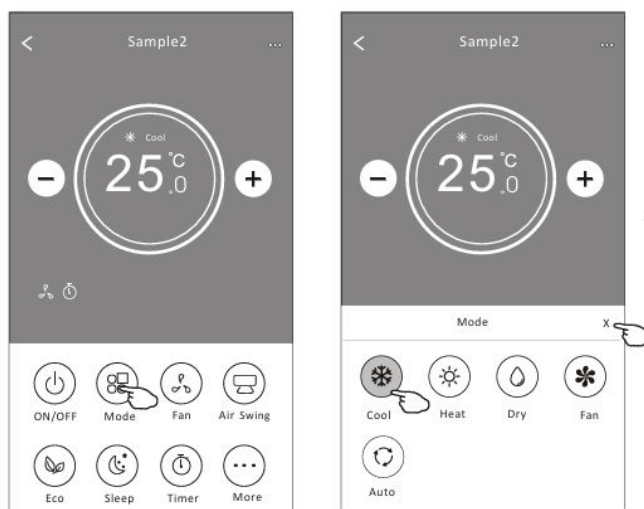 Sample2
...
Cool
25.0°C
ON/OFF Mode Fan Air Swing
Eco Sleep Timer More
Sample2
...
Cool
25.0°C
Mode X
Cool Heat Dry Fan
Auto